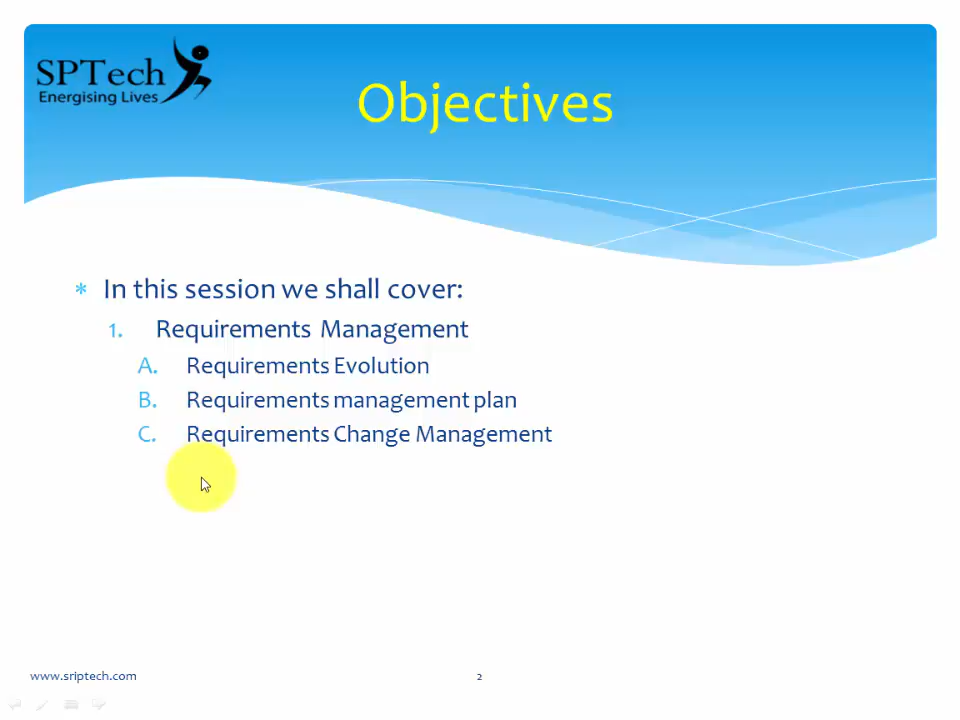 SPTech
Energising Lives
Objectives
* In this session we shall cover:
1. Requirements Management
A. Requirements Evolution
B. Requirements management plan
C. Requirements Change Management
www.sriptech.com
2